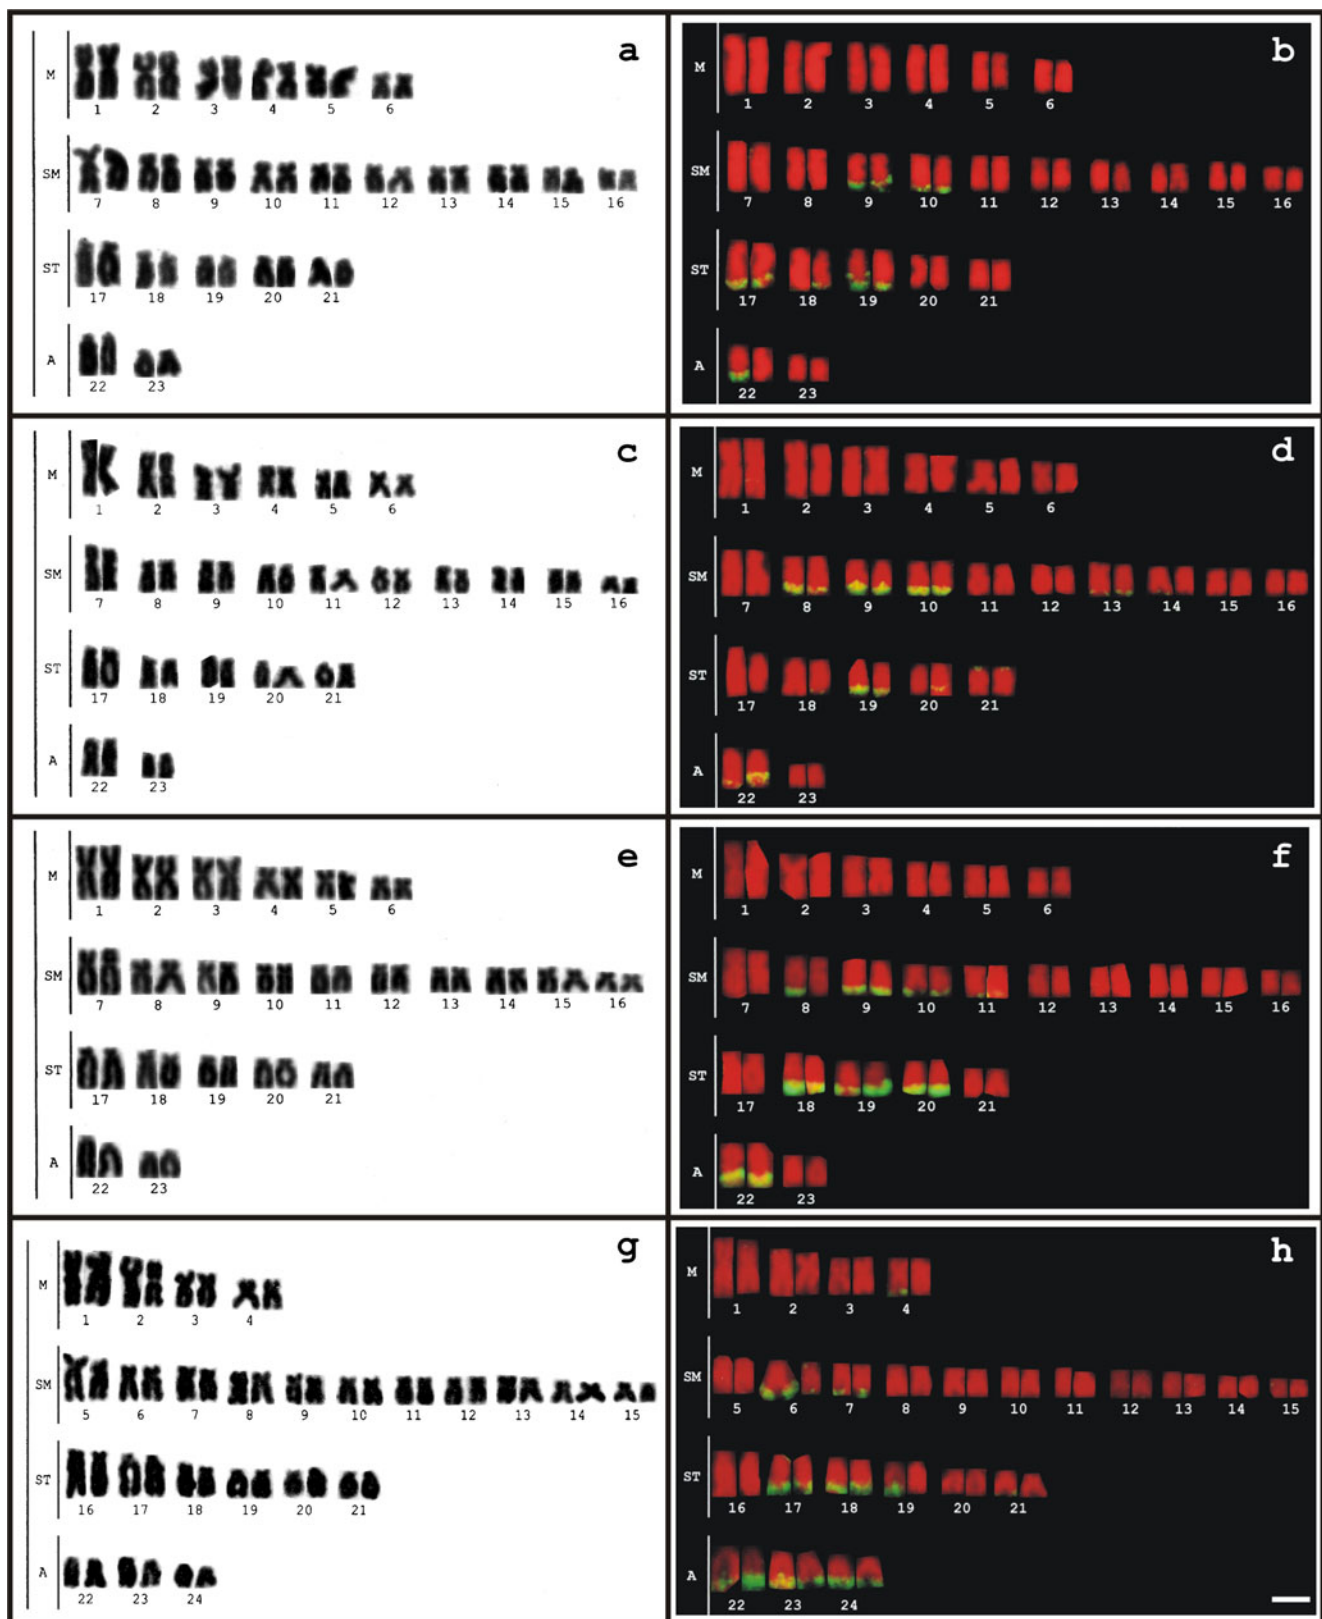 a
M
1 2 3 4 5 6
SM
7 8 9 10 11 12 13 14 15 16
ST
17 18 19 20 21
A
22 23
b
M
1 2 3 4 5 6
SM
7 8 9 10 11 12 13 14 15 16
ST
17 18 19 20 21
A
22 23
c
M
1 2 3 4 5 6
SM
7 8 9 10 11 12 13 14 15 16
ST
17 18 19 20 21
A
22 23
d
M
1 2 3 4 5 6
SM
7 8 9 10 11 12 13 14 15 16
ST
17 18 19 20 21
A
22 23
e
M
1 2 3 4 5 6
SM
7 8 9 10 11 12 13 14 15 16
ST
17 18 19 20 21
A
22 23
f
M
1 2 3 4 5 6
SM
7 8 9 10 11 12 13 14 15 16
ST
17 18 19 20 21
A
22 23
g
M
1 2 3 4
SM
5 6 7 8 9 10 11 12 13 14 15
ST
16 17 18 19 20 21
A
22 23 24
h
M
1 2 3 4
SM
5 6 7 8 9 10 11 12 13 14 15
ST
16 17 18 19 20 21
A
22 23 24